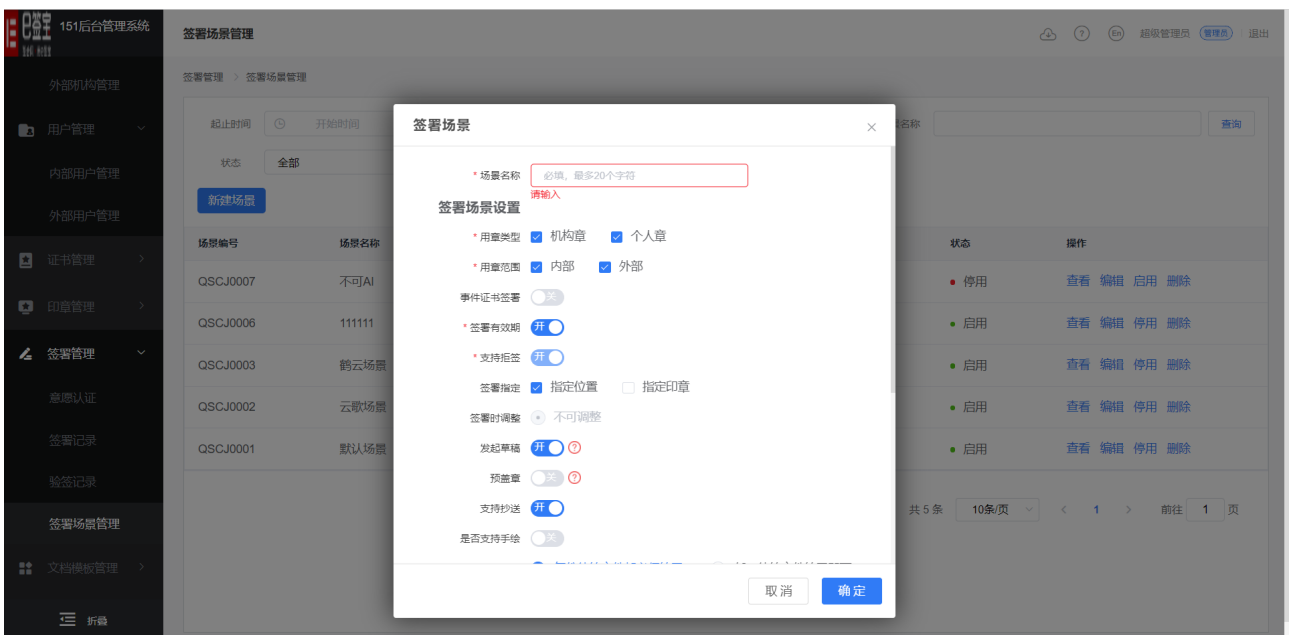 151后台管理系统
签署场景管理
En
超级管理员
管理员
退出
外部机构管理
用户管理
内部用户管理
外部用户管理
证书管理
印章管理
签署管理
意愿认证
签署记录
验签记录
签署场景管理
文档模板管理
折叠
签署管理 > 签署场景管理
起止时间 开始时间
名称
查询
状态 全部
新建场景
场景编号 场景名称 状态 操作
QSCJ0007 不可AI 停用 查看 编辑 启用 删除
QSCJ0006 111111 启用 查看 编辑 停用 删除
QSCJ0003 鹤云场景 启用 查看 编辑 停用 删除
QSCJ0002 云歌场景 启用 查看 编辑 停用 删除
QSCJ0001 默认场景 启用 查看 编辑 停用 删除
共 5 条 10条/页 < 1 > 前往 1 页
签署场景 ×
* 场景名称 必填，最多20个字符
请输入
签署场景设置
* 用章类型 机构章 个人章
* 用章范围 内部 外部
事件证书签署 关
* 签署有效期 开
* 支持拒签 开
签署指定 指定位置 指定印章
签署时调整 不可调整
发起草稿 开 ?
预盖章 关 ?
支持抄送 开
是否支持手绘 关
取消 确定